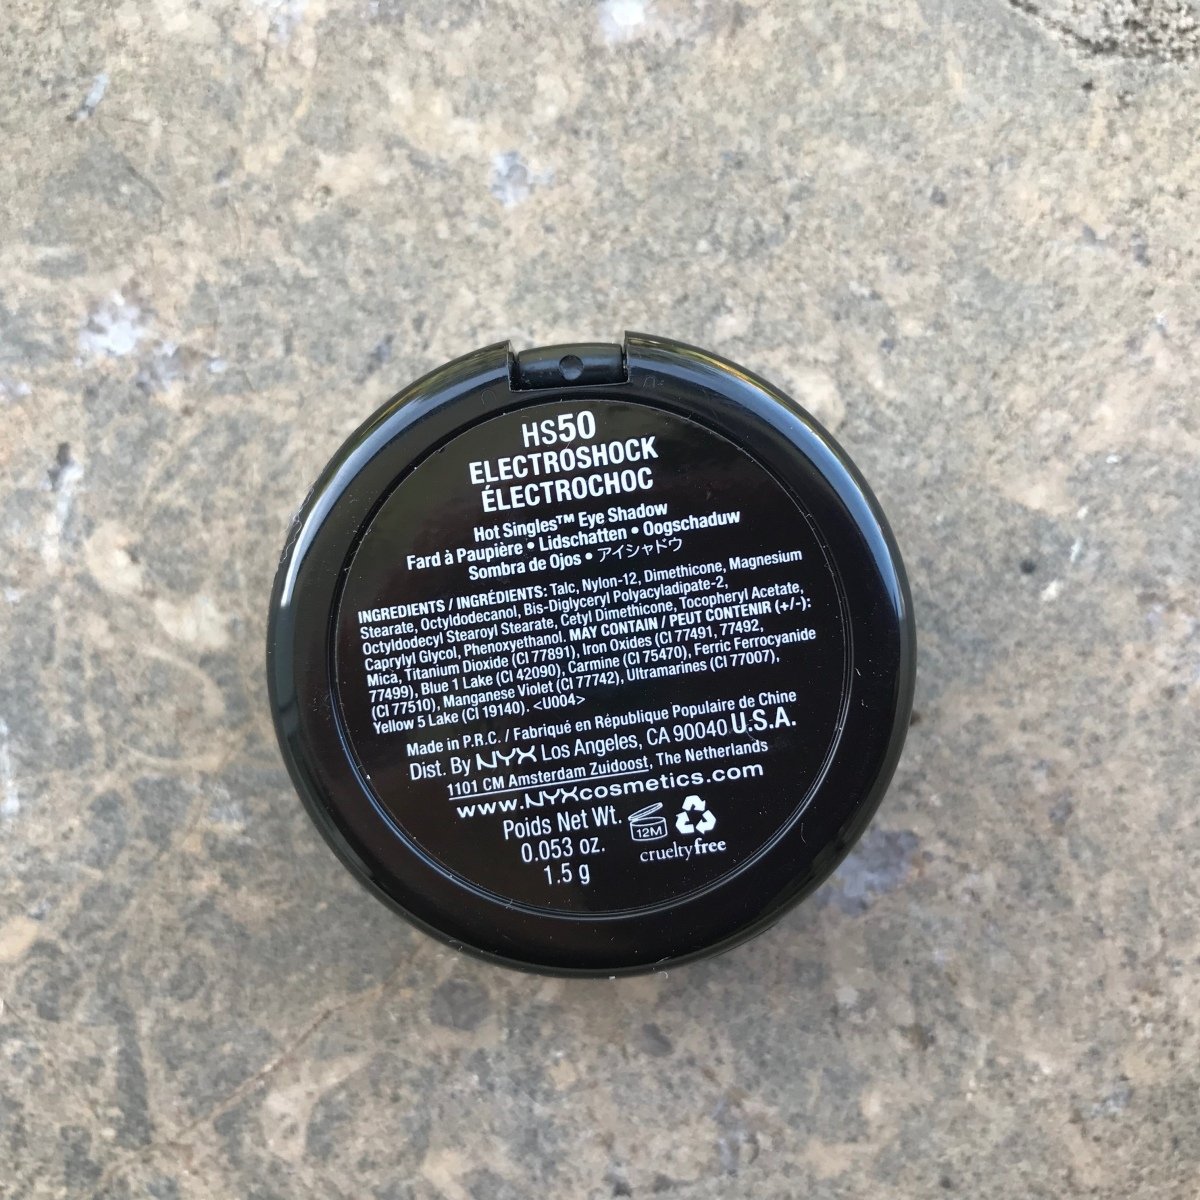 HS50
ELECTROSHOCK
ÉLECTROCHOC
Hot Singles™ Eye Shadow
Fard à Paupière • Lidschatten • Oogschaduw
Sombra de Ojos • アイシャドウ
INGREDIENTS / INGRÉDIENTS: Talc, Nylon-12, Dimethicone, Magnesium
Stearate, Octyldodecanol, Bis-Diglyceryl Polyacyladipate-2,
Octyldodecyl Stearoyl Stearate, Cetyl Dimethicone, Tocopheryl Acetate,
Caprylyl Glycol, Phenoxyethanol. MAY CONTAIN / PEUT CONTENIR (+/-):
Mica, Titanium Dioxide (CI 77891), Iron Oxides (CI 77491, 77492,
77499), Blue 1 Lake (CI 42090), Carmine (CI 75470), Ferric Ferrocyanide
(CI 77510), Manganese Violet (CI 77742), Ultramarines (CI 77007),
Yellow 5 Lake (CI 19140). <U004>
Made in P.R.C. / Fabriqué en République Populaire de Chine
Dist. By NYX Los Angeles, CA 90040 U.S.A.
1101 CM Amsterdam Zuidoost, The Netherlands
www.NYXcosmetics.com
Poids Net Wt.
0.053 oz.
1.5 g
12M
crueltyfree